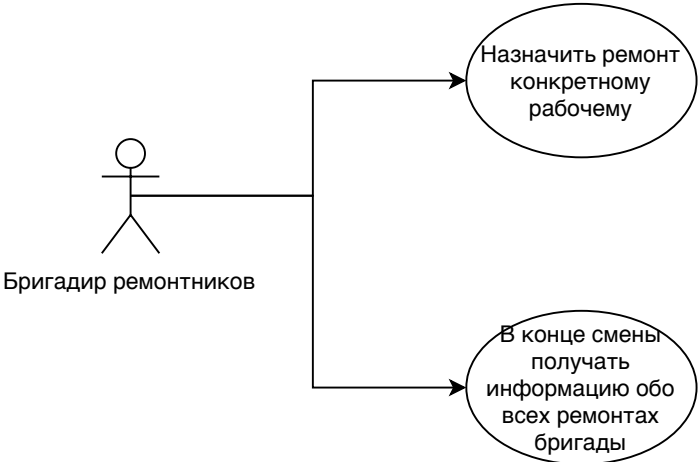 Назначить ремонт
конкретному
рабочему
Бригадир ремонтников
В конце смены
получать
информацию обо
всех ремонтах
бригады